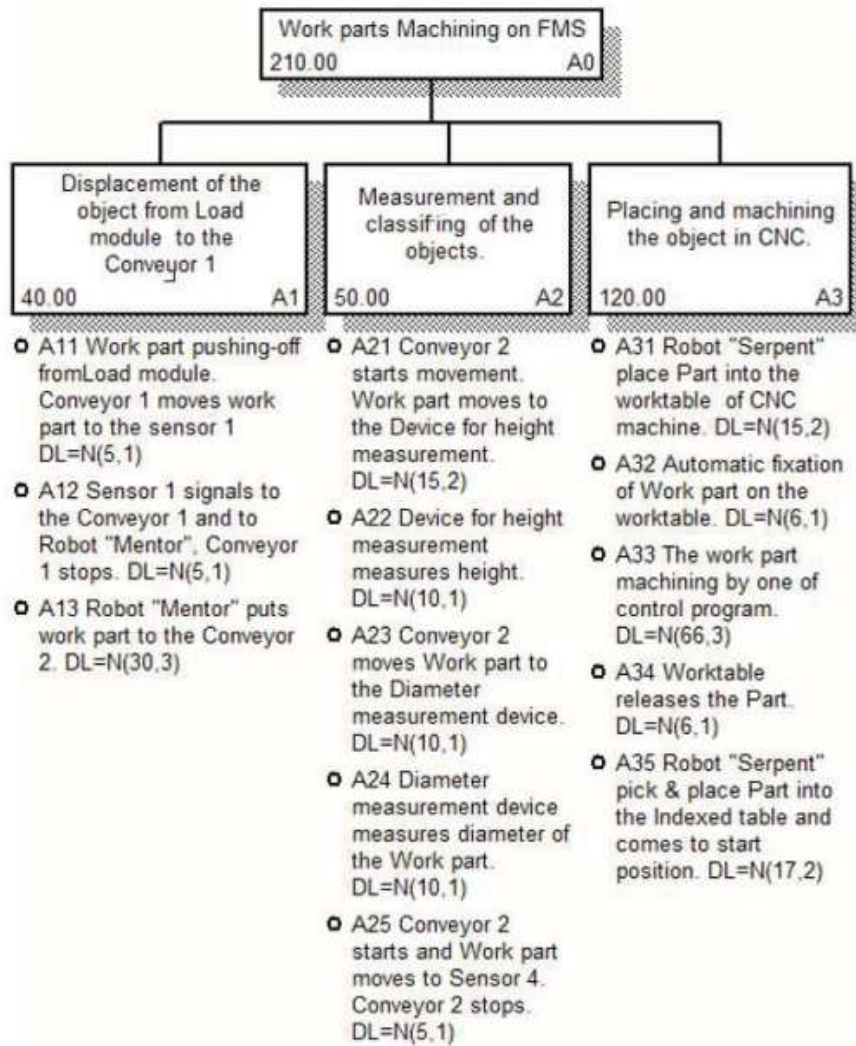 Work parts Machining on FMS
210.00 A0
Displacement of the
object from Load
module to the
Conveyor 1
40.00 A1
Measurement and
classifing of the
objects.
50.00 A2
Placing and machining
the object in CNC.
120.00 A3
A11 Work part pushing-off
fromLoad module.
Conveyor 1 moves work
part to the sensor 1
DL=N(5,1)
A12 Sensor 1 signals to
the Conveyor 1 and to
Robot "Mentor", Conveyor
1 stops. DL=N(5,1)
A13 Robot "Mentor" puts
work part to the Conveyor
2. DL=N(30,3)
A21 Conveyor 2
starts movement.
Work part moves to
the Device for height
measurement.
DL=N(15,2)
A22 Device for height
measurement
measures height.
DL=N(10,1)
A23 Conveyor 2
moves Work part to
the Diameter
measurement device.
DL=N(10,1)
A24 Diameter
measurement device
measures diameter of
the Work part.
DL=N(10,1)
A25 Conveyor 2
starts and Work part
moves to Sensor 4.
Conveyor 2 stops.
DL=N(5,1)
A31 Robot "Serpent"
place Part into the
worktable of CNC
machine. DL=N(15,2)
A32 Automatic fixation
of Work part on the
worktable. DL=N(6,1)
A33 The work part
machining by one of
control program.
DL=N(66,3)
A34 Worktable
releases the Part.
DL=N(6,1)
A35 Robot "Serpent"
pick & place Part into
the Indexed table and
comes to start
position. DL=N(17,2)